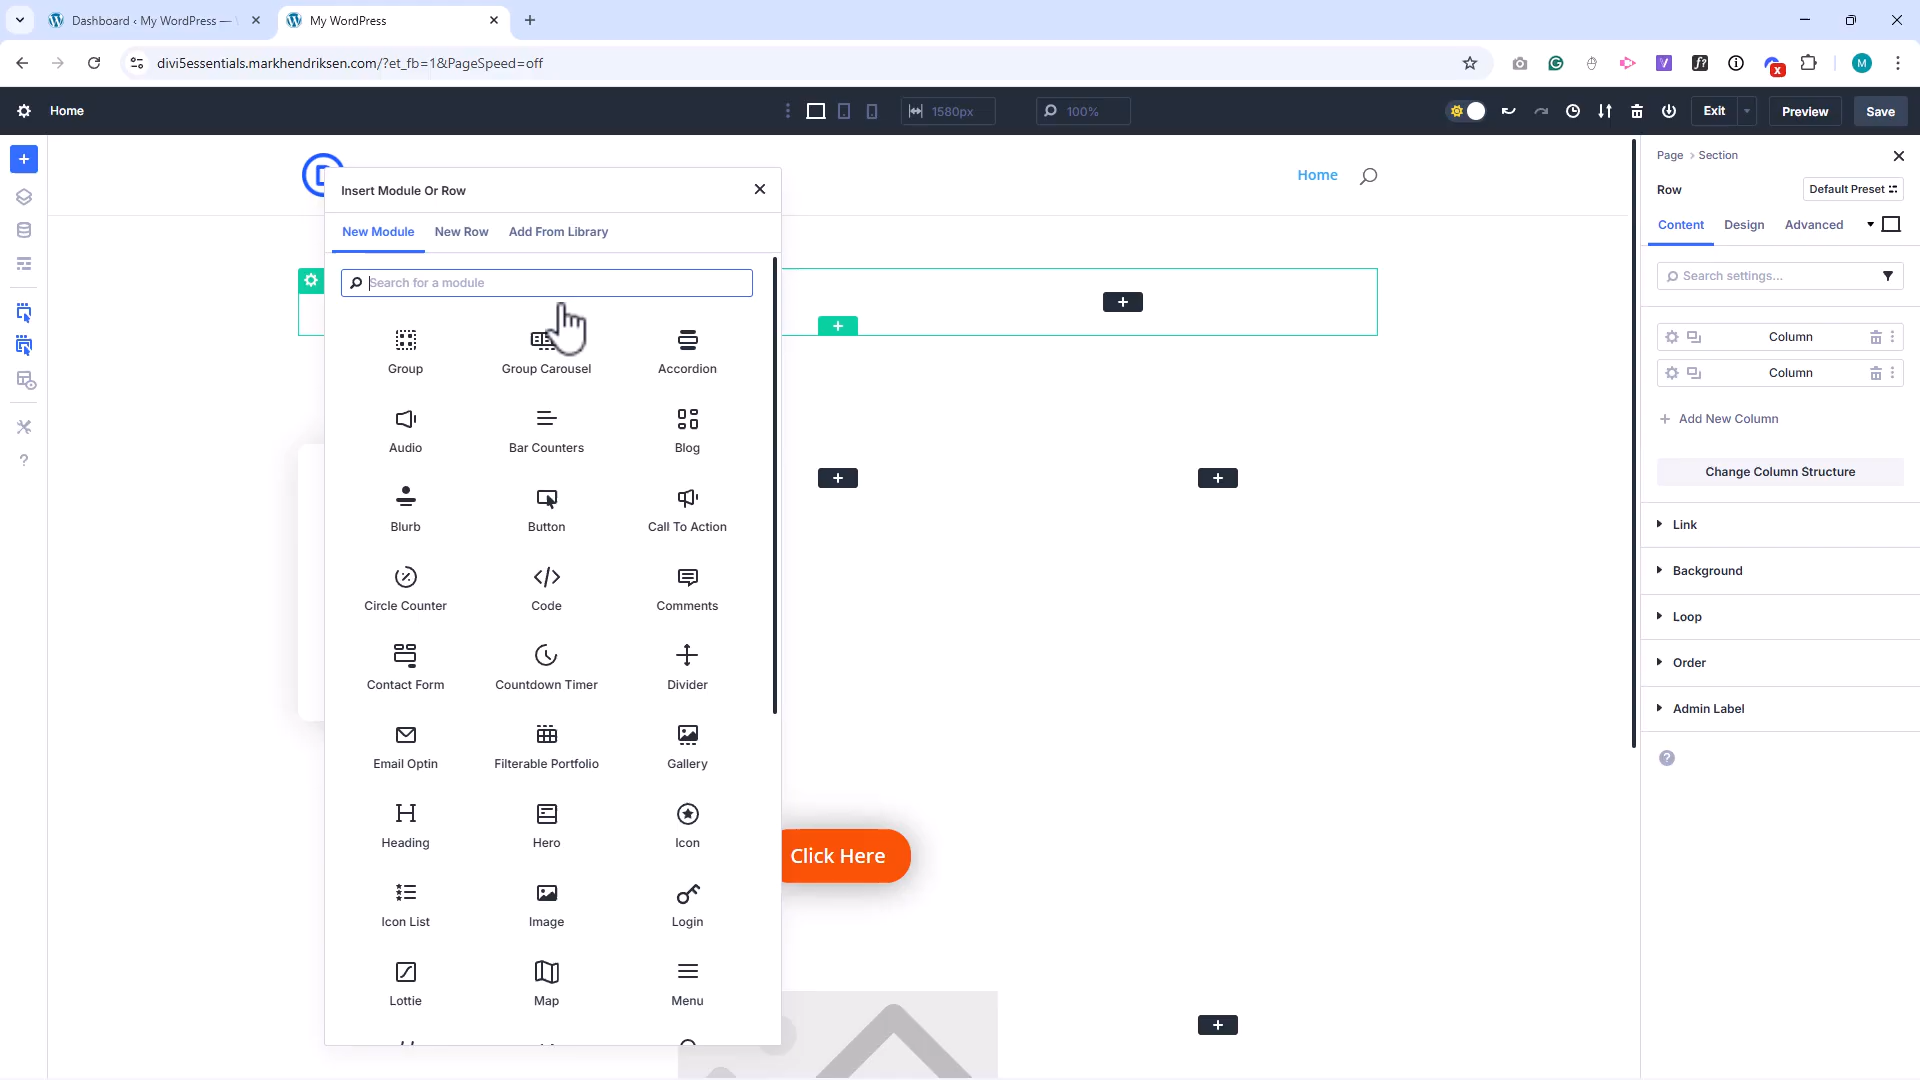 Dashboard ‹ My WordPress —
My WordPress
divi5essentials.markhendriksen.com/?et_fb=1&PageSpeed=off
Home
1580px
100%
Exit
Preview
Save
Home
Insert Module Or Row
New Module
New Row
Add From Library
Search for a module
Group
Group Carousel
Accordion
Audio
Bar Counters
Blog
Blurb
Button
Call To Action
Circle Counter
Code
Comments
Contact Form
Countdown Timer
Divider
Email Optin
Filterable Portfolio
Gallery
Heading
Hero
Icon
Icon List
Image
Login
Lottie
Map
Menu
Click Here
Page › Section
Row
Default Preset
Content
Design
Advanced
Search settings...
Column
Column
Add New Column
Change Column Structure
Link
Background
Loop
Order
Admin Label